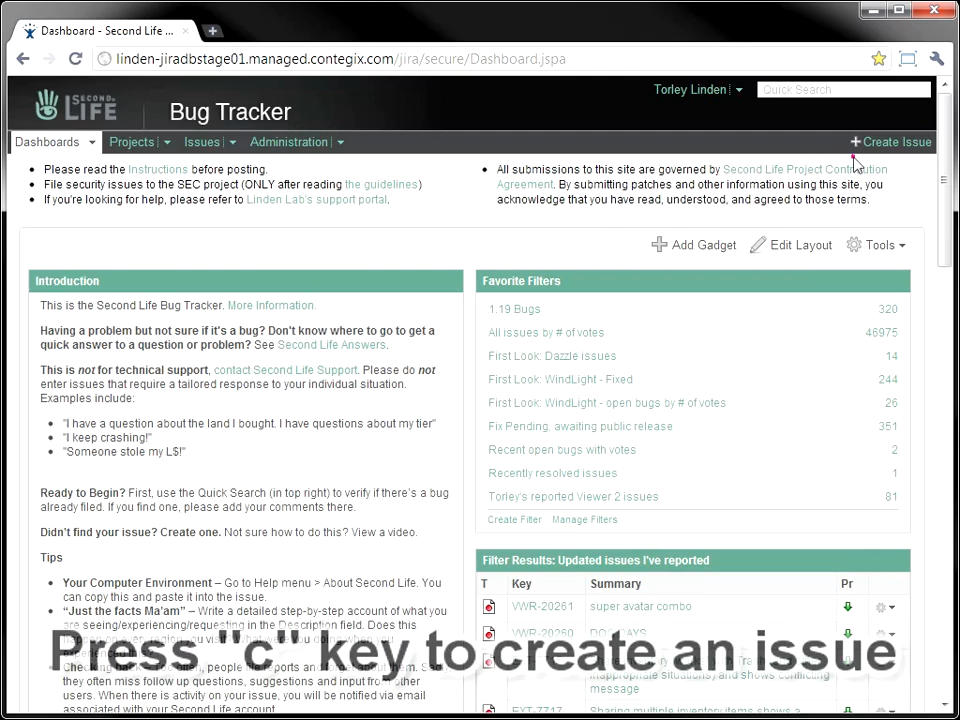 Dashboard - Second Life ...
linden-jiradbstage01.managed.contegix.com/jira/secure/Dashboard.jspa
Torley Linden
Quick Search
SECOND LIFE
Bug Tracker
Dashboards Projects Issues Administration
Create Issue
Please read the Instructions before posting.
File security issues to the SEC project (ONLY after reading the guidelines)
If you're looking for help, please refer to Linden Lab's support portal.
All submissions to this site are governed by Second Life Project Contribution
Agreement. By submitting patches and other information using this site, you
acknowledge that you have read, understood, and agreed to those terms.
Add Gadget Edit Layout Tools
Introduction
This is the Second Life Bug Tracker. More Information.
Having a problem but not sure if it's a bug? Don't know where to go to get a
quick answer to a question or problem? See Second Life Answers.
This is not for technical support, contact Second Life Support. Please do not
enter issues that require a tailored response to your individual situation.
Examples include:
"I have a question about the land I bought. I have questions about my tier"
"I keep crashing!"
"Someone stole my L$!"
Ready to Begin? First, use the Quick Search (in top right) to verify if there's a bug
already filed. If you find one, please add your comments there.
Didn't find your issue? Create one. Not sure how to do this? View a video.
Tips
Your Computer Environment – Go to Help menu > About Second Life. You
can copy this and paste it into the issue.
"Just the facts Ma'am" – Write a detailed step-by-step account of what you
are seeing/experiencing/requesting in the Description field. Does this
they often miss follow up questions, suggestions and input from other
users. When there is activity on your issue, you will be notified via email
associated with your Second Life account.
Favorite Filters
1.19 Bugs 320
All issues by # of votes 46975
First Look: Dazzle issues 14
First Look: WindLight - Fixed 244
First Look: WindLight - open bugs by # of votes 26
Fix Pending, awaiting public release 351
Recent open bugs with votes 2
Recently resolved issues 1
Torley's reported Viewer 2 issues 81
Create Filter Manage Filters
Filter Results: Updated issues I've reported
T Key Summary Pr
VWR-20261 super avatar combo
VWR-20260
inappropriate situations) and shows conflicting
message
EXT-7717 Sharing multiple inventory items shows a
Press "c" key to create an issue